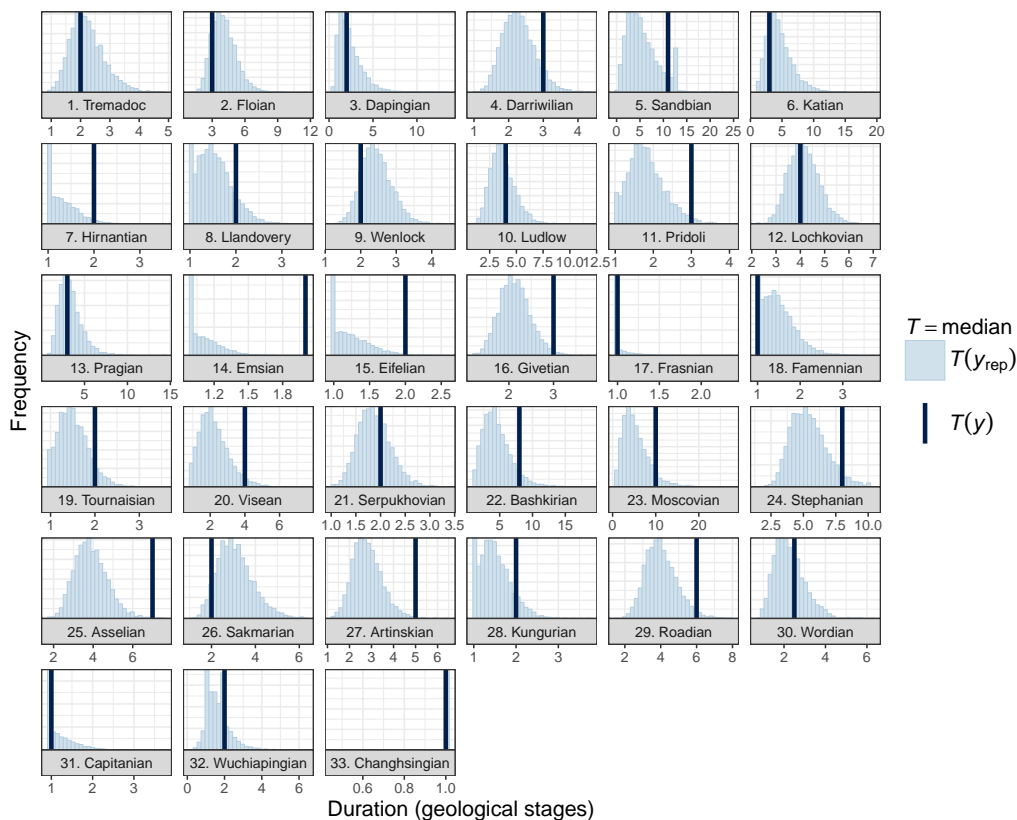 1. Tremadoc 2. Floian 3. Dapingian 4. Darriwilian 5. Sandbian 6. Katian
1 2 3 4 5 3 6 9 12 0 5 10 1 2 3 4 0 5 10 15 20 25 0 5 10 15 20
7. Hirnantian 8. Llandovery 9. Wenlock 10. Ludlow 11. Pridoli 12. Lochkovian
1 2 3 1 2 3 1 2 3 4 2.5 5.0 7.5 10.0 12.5 1 2 3 4 2 3 4 5 6 7
13. Pragian 14. Emsian 15. Eifelian 16. Givetian 17. Frasnian 18. Famennian
5 10 15 1.2 1.5 1.8 1.0 1.5 2.0 2.5 2 3 1.0 1.5 2.0 1 2 3
19. Tournaisian 20. Visean 21. Serpukhovian 22. Bashkirian 23. Moscovian 24. Stephanian
1 2 3 2 4 6 1.0 1.5 2.0 2.5 3.0 3.5 5 10 15 0 10 20 2.5 5.0 7.5 10.0
25. Asselian 26. Sakmarian 27. Artinskian 28. Kungurian 29. Roadian 30. Wordian
2 4 6 2 4 6 1 2 3 4 5 6 1 2 3 2 4 6 8 2 4 6
31. Capitanian 32. Wuchiapingian 33. Changhsingian
1 2 3 0 2 4 6 0.6 0.8 1.0
Duration (geological stages)
Frequency
T = median
T(yrep)
T(y)